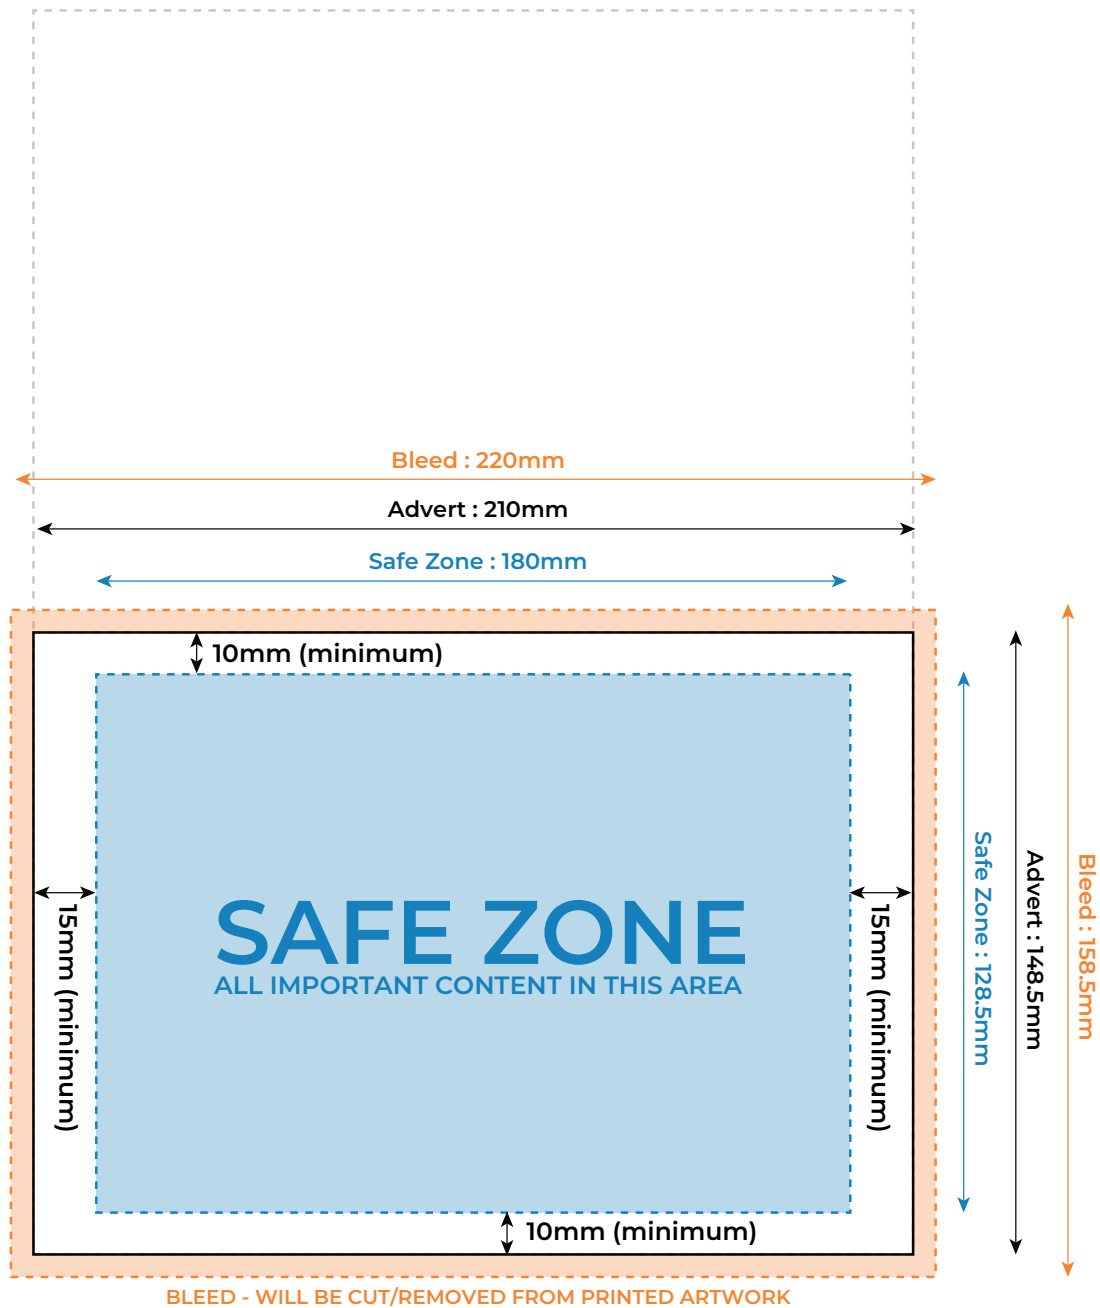 Bleed : 220mm
Advert : 210mm
Safe Zone : 180mm
10mm (minimum)
15mm (minimum)
SAFE ZONE
ALL IMPORTANT CONTENT IN THIS AREA
15mm (minimum)
Safe Zone : 128.5mm
Advert : 148.5mm
Bleed : 158.5mm
10mm (minimum)
BLEED - WILL BE CUT/REMOVED FROM PRINTED ARTWORK